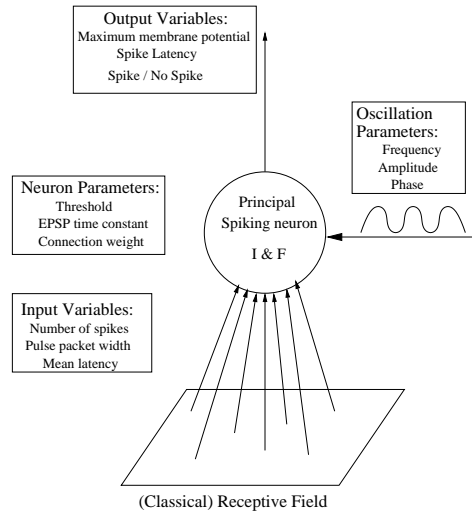 Output Variables:
Maximum membrane potential
Spike Latency
Spike / No Spike
Oscillation
Parameters:
Frequency
Amplitude
Phase
Neuron Parameters:
Threshold
EPSP time constant
Connection weight
Principal
Spiking neuron
I & F
Input Variables:
Number of spikes
Pulse packet width
Mean latency
(Classical) Receptive Field